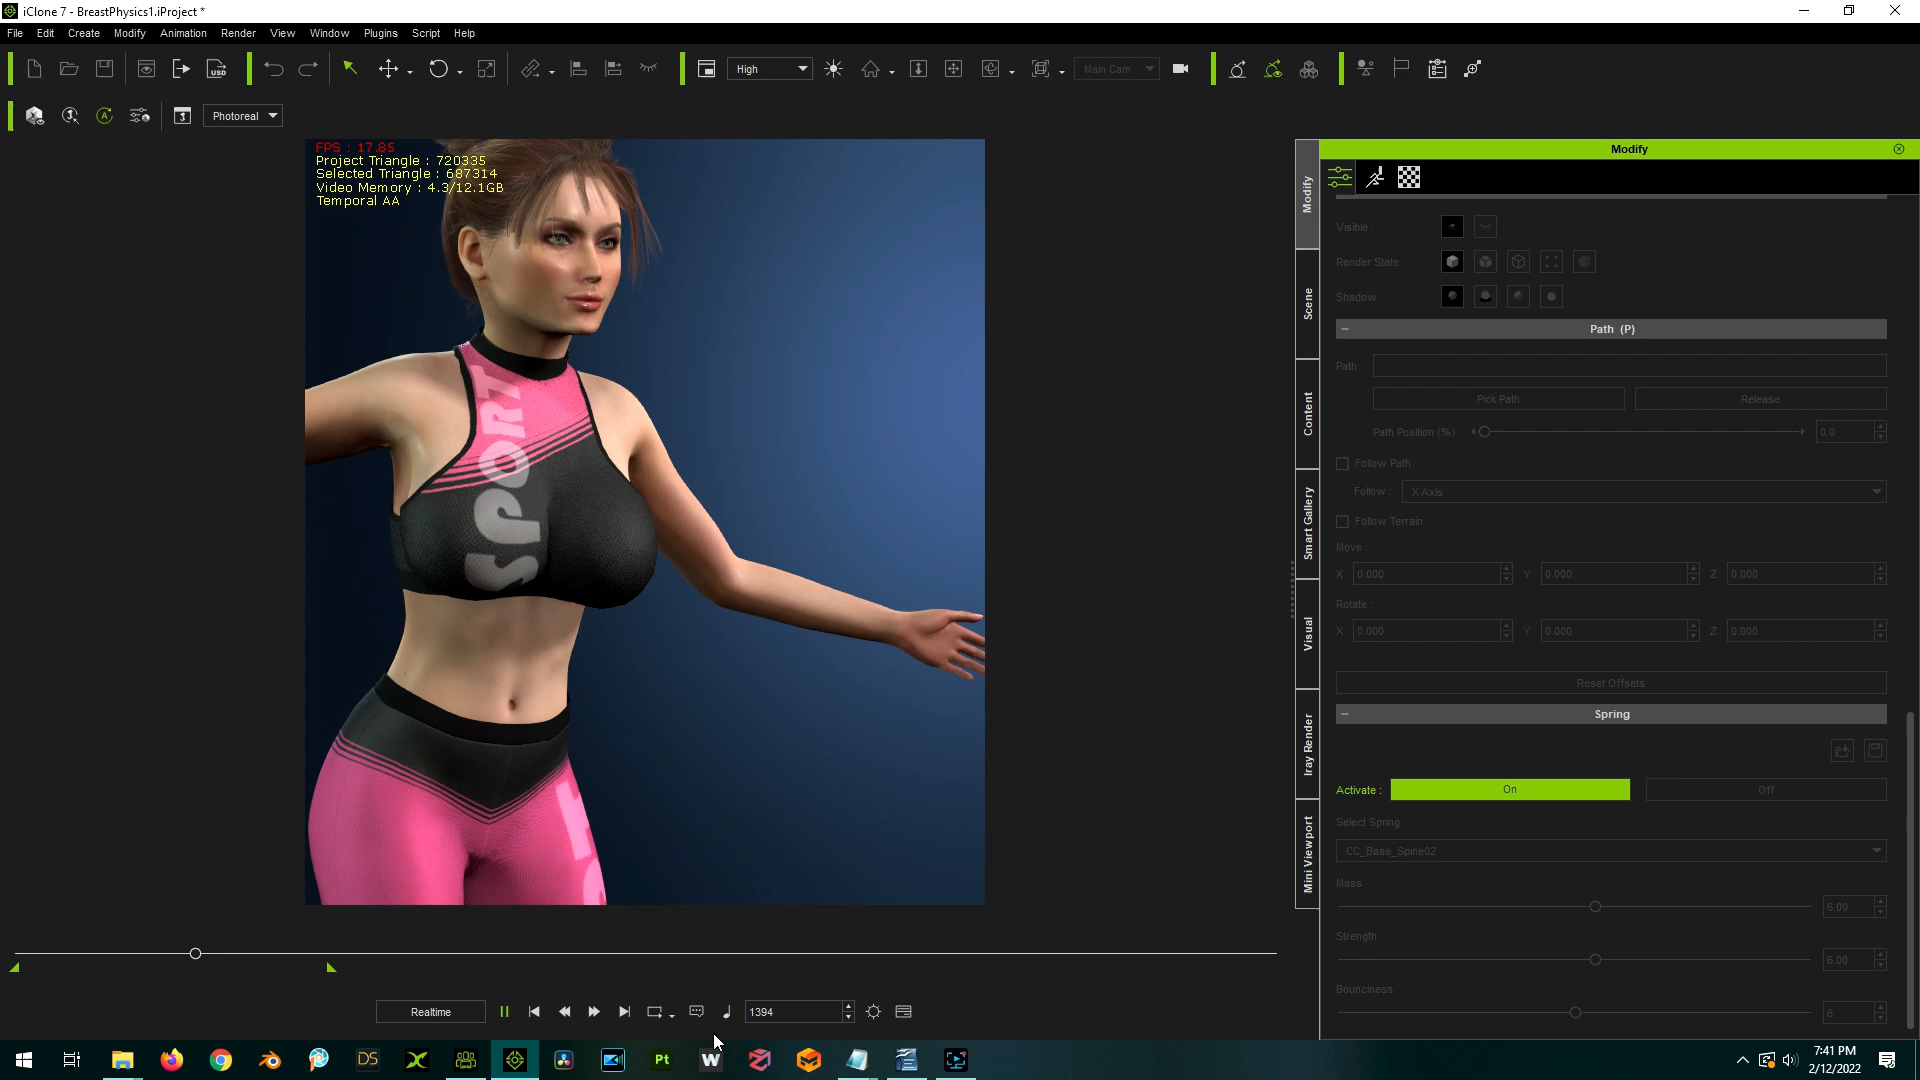 iClone 7 - BreastPhysics1.iProject *
File Edit Create Modify Animation Render View Window Plugins Script Help
USD High Main Cam
A Photoreal
FPS : 17.85
Project Triangle : 720335
Selected Triangle : 687314
Video Memory : 4.3/12.1GB
Temporal AA
SPORT
Modify
Scene
Content
Smart Gallery
Visual
Iray Render
Mini Viewport
Modify
Visible :
Render State :
Shadow :
Path (P)
Path :
Pick Path Release
Path Position (%) : 0.0
Follow Path
Follow : X Axis
Follow Terrain
Move :
X 0.000 Y 0.000 Z 0.000
Rotate :
X 0.000 Y 0.000 Z 0.000
Reset Offsets
Spring
Activate : On Off
Select Spring :
CC_Base_Spine02
Mass
6.00
Strength
6.00
Bounciness
6
Realtime 1394
DS Pt W
7:41 PM
2/12/2022